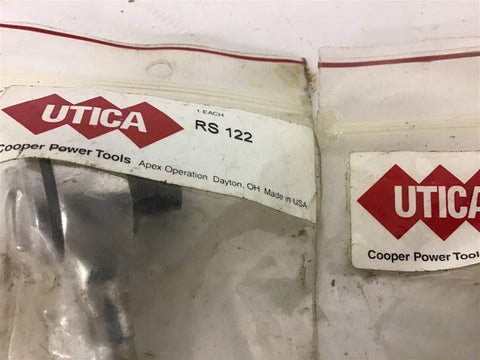 UTICA
1 EACH
RS 122
Cooper Power Tools Apex Operation Dayton, OH Made in USA
UTICA
Cooper Power Tools